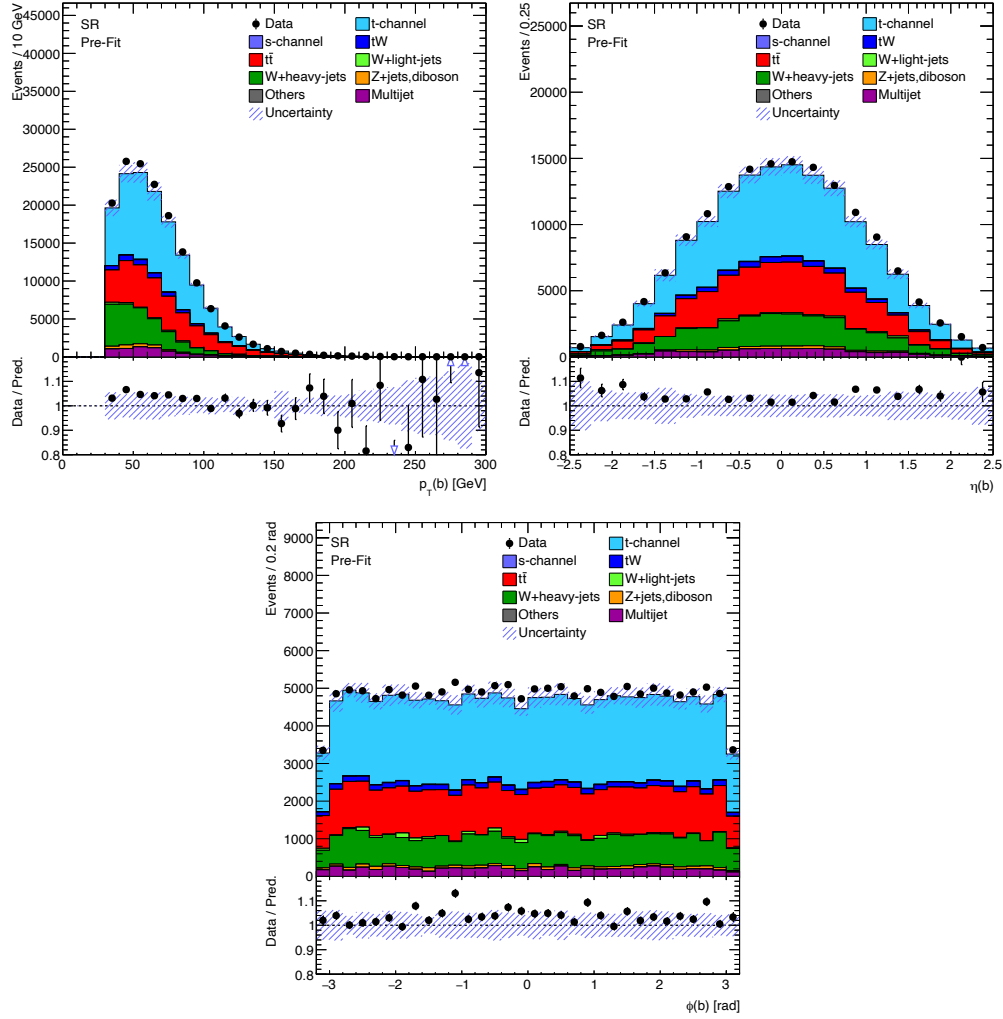 Events / 10 GeV
45000
40000
35000
30000
25000
20000
15000
10000
5000
0
SR
Pre-Fit
Data
t-channel
s-channel
tW
tt̄
W+light-jets
W+heavy-jets
Z+jets,diboson
Others
Multijet
Uncertainty
Data / Pred.
1.1
1
0.9
0.8
0 50 100 150 200 250 300
p_T(b) [GeV]
Events / 0.25
25000
20000
15000
10000
5000
0
SR
Pre-Fit
Data
t-channel
s-channel
tW
tt̄
W+light-jets
W+heavy-jets
Z+jets,diboson
Others
Multijet
Uncertainty
Data / Pred.
1.1
1
0.9
0.8
−2.5 −2 −1.5 −1 −0.5 0 0.5 1 1.5 2 2.5
η(b)
Events / 0.2 rad
9000
8000
7000
6000
5000
4000
3000
2000
1000
0
SR
Pre-Fit
Data
t-channel
s-channel
tW
tt̄
W+light-jets
W+heavy-jets
Z+jets,diboson
Others
Multijet
Uncertainty
Data / Pred.
1.1
1
0.9
0.8
−3 −2 −1 0 1 2 3
ϕ(b) [rad]